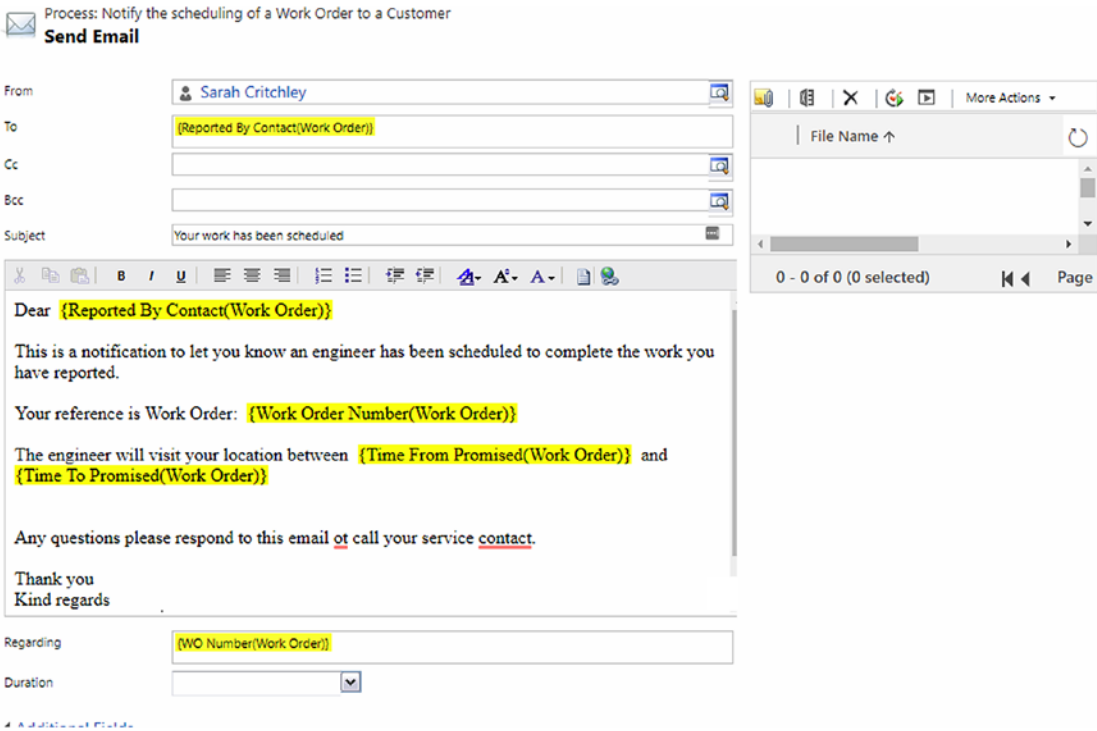 Process: Notify the scheduling of a Work Order to a Customer
Send Email
From
Sarah Critchley
To
{Reported By Contact(Work Order)}
Cc
Bcc
Subject
Your work has been scheduled
More Actions
File Name
0 - 0 of 0 (0 selected)
Page
B I U
A A A
Dear {Reported By Contact(Work Order)}
This is a notification to let you know an engineer has been scheduled to complete the work you
have reported.
Your reference is Work Order: {Work Order Number(Work Order)}
The engineer will visit your location between {Time From Promised(Work Order)} and
{Time To Promised(Work Order)}
Any questions please respond to this email ot call your service contact.
Thank you
Kind regards
Regarding
{WO Number(Work Order)}
Duration
Additional Fields